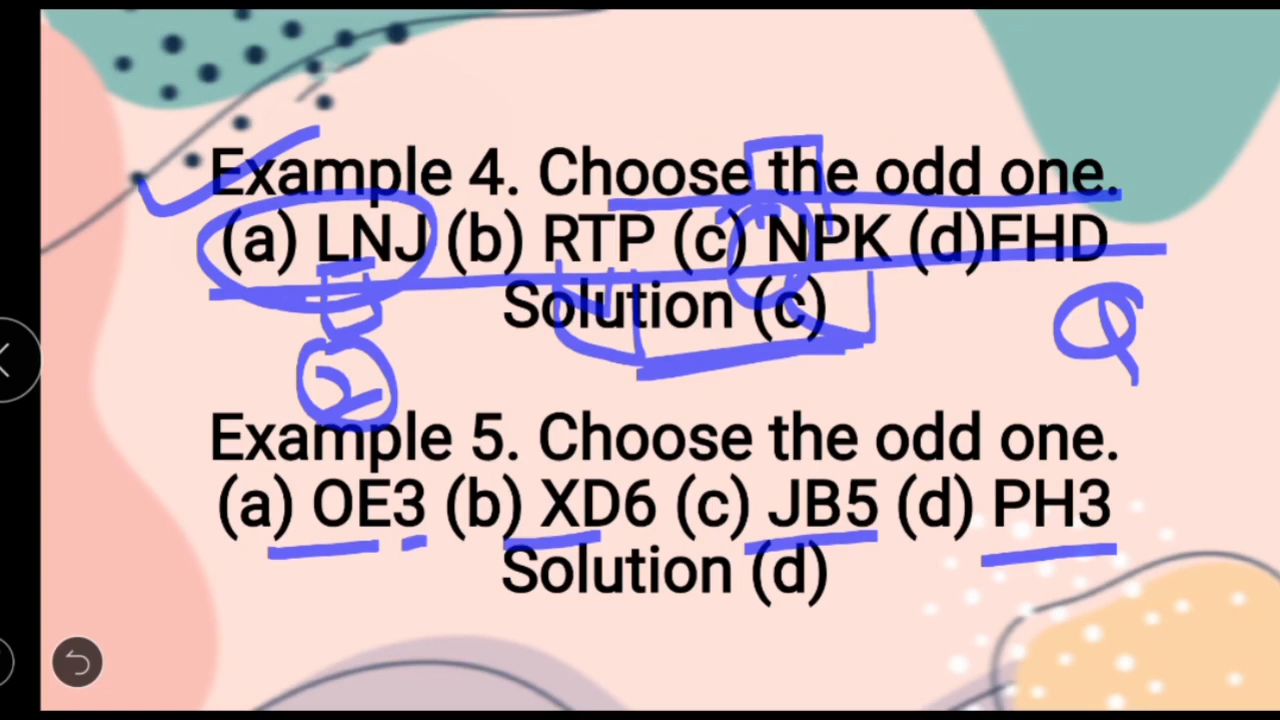 Example 4. Choose the odd one.
(a) LNJ (b) RTP (c) NPK (d)FHD
Solution (c)
Example 5. Choose the odd one.
(a) OE3 (b) XD6 (c) JB5 (d) PH3
Solution (d)